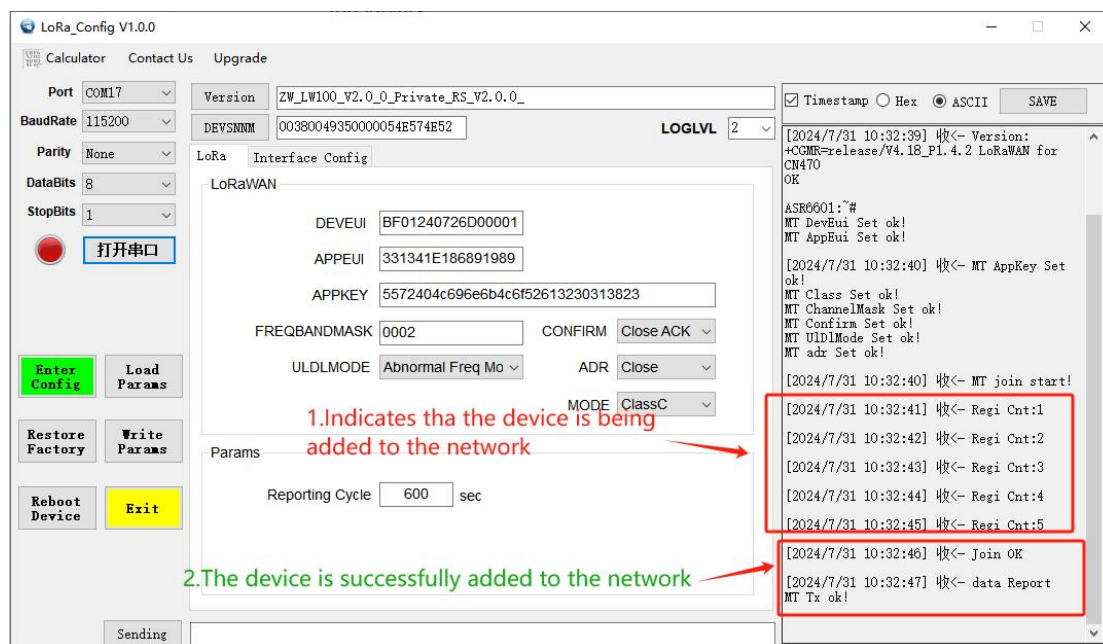 LoRa_Config V1.0.0
Calculator Contact Us Upgrade
Port COM17
BaudRate 115200
Parity None
DataBits 8
StopBits 1
打开串口
Enter Config
Load Params
Restore Factory
Write Params
Reboot Device
Exit
Sending
Version ZW_LW100_V2.0_0_Private_RS_V2.0.0_
DEVSNNM 00380049350000054E574E52
LOGLVL 2
LoRa Interface Config
LoRaWAN
DEVEUI BF01240726D00001
APPEUI 331341E186891989
APPKEY 5572404c696e6b4c6f52613230313823
FREQBANDMASK 0002 CONFIRM Close ACK
ULDLMODE Abnormal Freq Mo ADR Close
MODE ClassC
1.Indicates tha the device is being
added to the network
Params
Reporting Cycle 600 sec
2.The device is successfully added to the network
Timestamp Hex ASCII SAVE
[2024/7/31 10:32:39] 收<- Version:
+CGMR=release/V4.18_P1.4.2 LoRaWAN for
CN470
OK
ASR6601:~#
MT DevEui Set ok!
MT AppEui Set ok!
[2024/7/31 10:32:40] 收<- MT AppKey Set
ok!
MT Class Set ok!
MT ChannelMask Set ok!
MT Confirm Set ok!
MT UlDlMode Set ok!
MT adr Set ok!
[2024/7/31 10:32:40] 收<- MT join start!
[2024/7/31 10:32:41] 收<- Regi Cnt:1
[2024/7/31 10:32:42] 收<- Regi Cnt:2
[2024/7/31 10:32:43] 收<- Regi Cnt:3
[2024/7/31 10:32:44] 收<- Regi Cnt:4
[2024/7/31 10:32:45] 收<- Regi Cnt:5
[2024/7/31 10:32:46] 收<- Join OK
[2024/7/31 10:32:47] 收<- data Report
MT Tx ok!